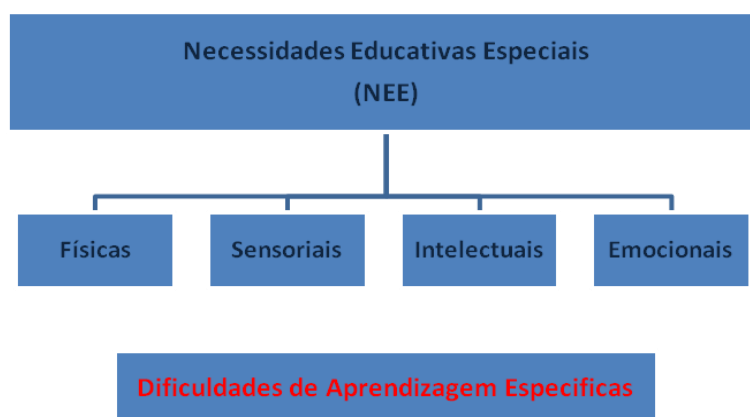 Necessidades Educativas Especiais
(NEE)
Físicas
Sensoriais
Intelectuais
Emocionais
Dificuldades de Aprendizagem Especificas